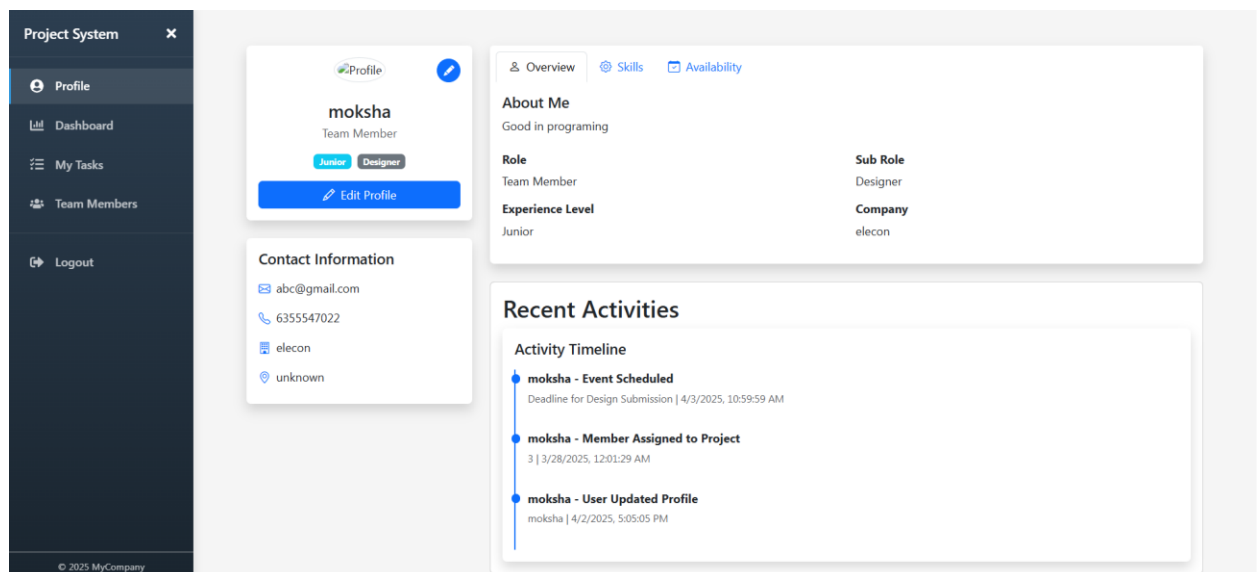 Project System ×
Profile
Dashboard
My Tasks
Team Members
Logout
© 2025 MyCompany
Profile
moksha
Team Member
Junior Designer
Edit Profile
Contact Information
abc@gmail.com
6355547022
elecon
unknown
Overview Skills Availability
About Me
Good in programing
Role Sub Role
Team Member Designer
Experience Level Company
Junior elecon
Recent Activities
Activity Timeline
moksha - Event Scheduled
Deadline for Design Submission | 4/3/2025, 10:59:59 AM
moksha - Member Assigned to Project
3 | 3/28/2025, 12:01:29 AM
moksha - User Updated Profile
moksha | 4/2/2025, 5:05:05 PM